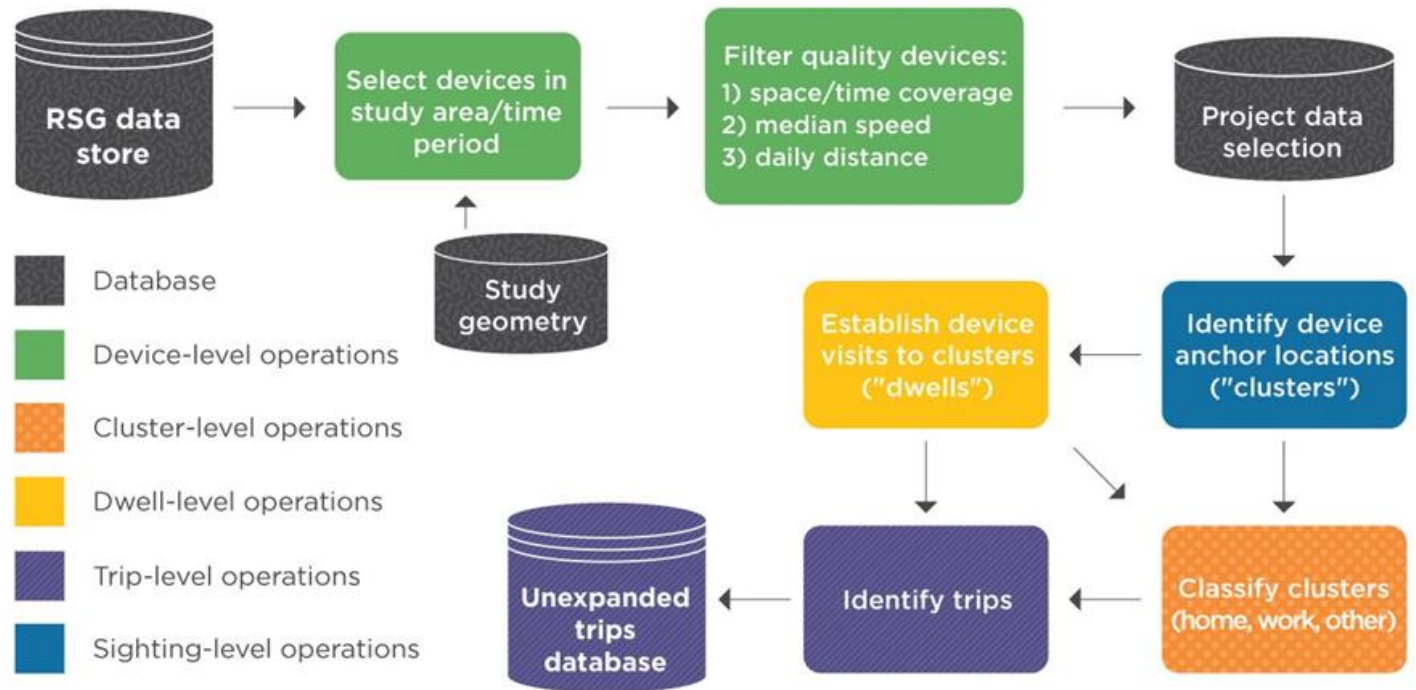 RSG data
store
Select devices in
study area/time
period
Filter quality devices:
1) space/time coverage
2) median speed
3) daily distance
Project data
selection
Study
geometry
Database
Device-level operations
Cluster-level operations
Dwell-level operations
Trip-level operations
Sighting-level operations
Establish device
visits to clusters
("dwells")
Identify device
anchor locations
("clusters")
Unexpanded
trips
database
Identify trips
Classify clusters
(home, work, other)